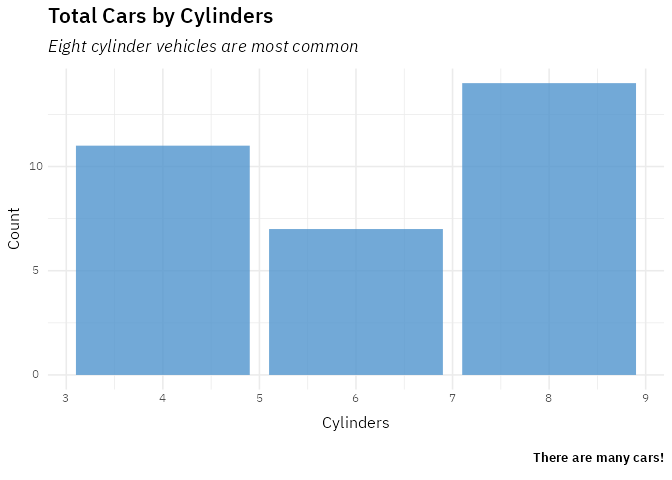 Total Cars by Cylinders
Eight cylinder vehicles are most common
Count
10
5
0
3 4 5 6 7 8 9
Cylinders
There are many cars!